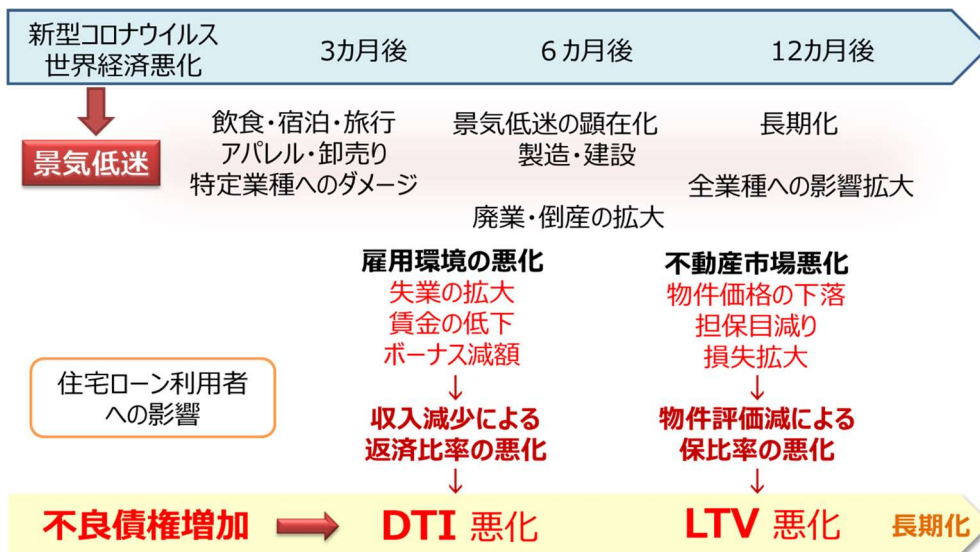 新型コロナウイルス
世界経済悪化
3カ月後
6カ月後
12カ月後
景気低迷
飲食・宿泊・旅行
アパレル・卸売り
特定業種へのダメージ
景気低迷の顕在化
製造・建設
長期化
全業種への影響拡大
廃業・倒産の拡大
雇用環境の悪化
失業の拡大
賃金の低下
ボーナス減額
↓
収入減少による
返済比率の悪化
↓
不動産市場悪化
物件価格の下落
担保目減り
損失拡大
↓
物件評価減による
保比率の悪化
↓
住宅ローン利用者
への影響
不良債権増加
DTI 悪化
LTV 悪化
長期化